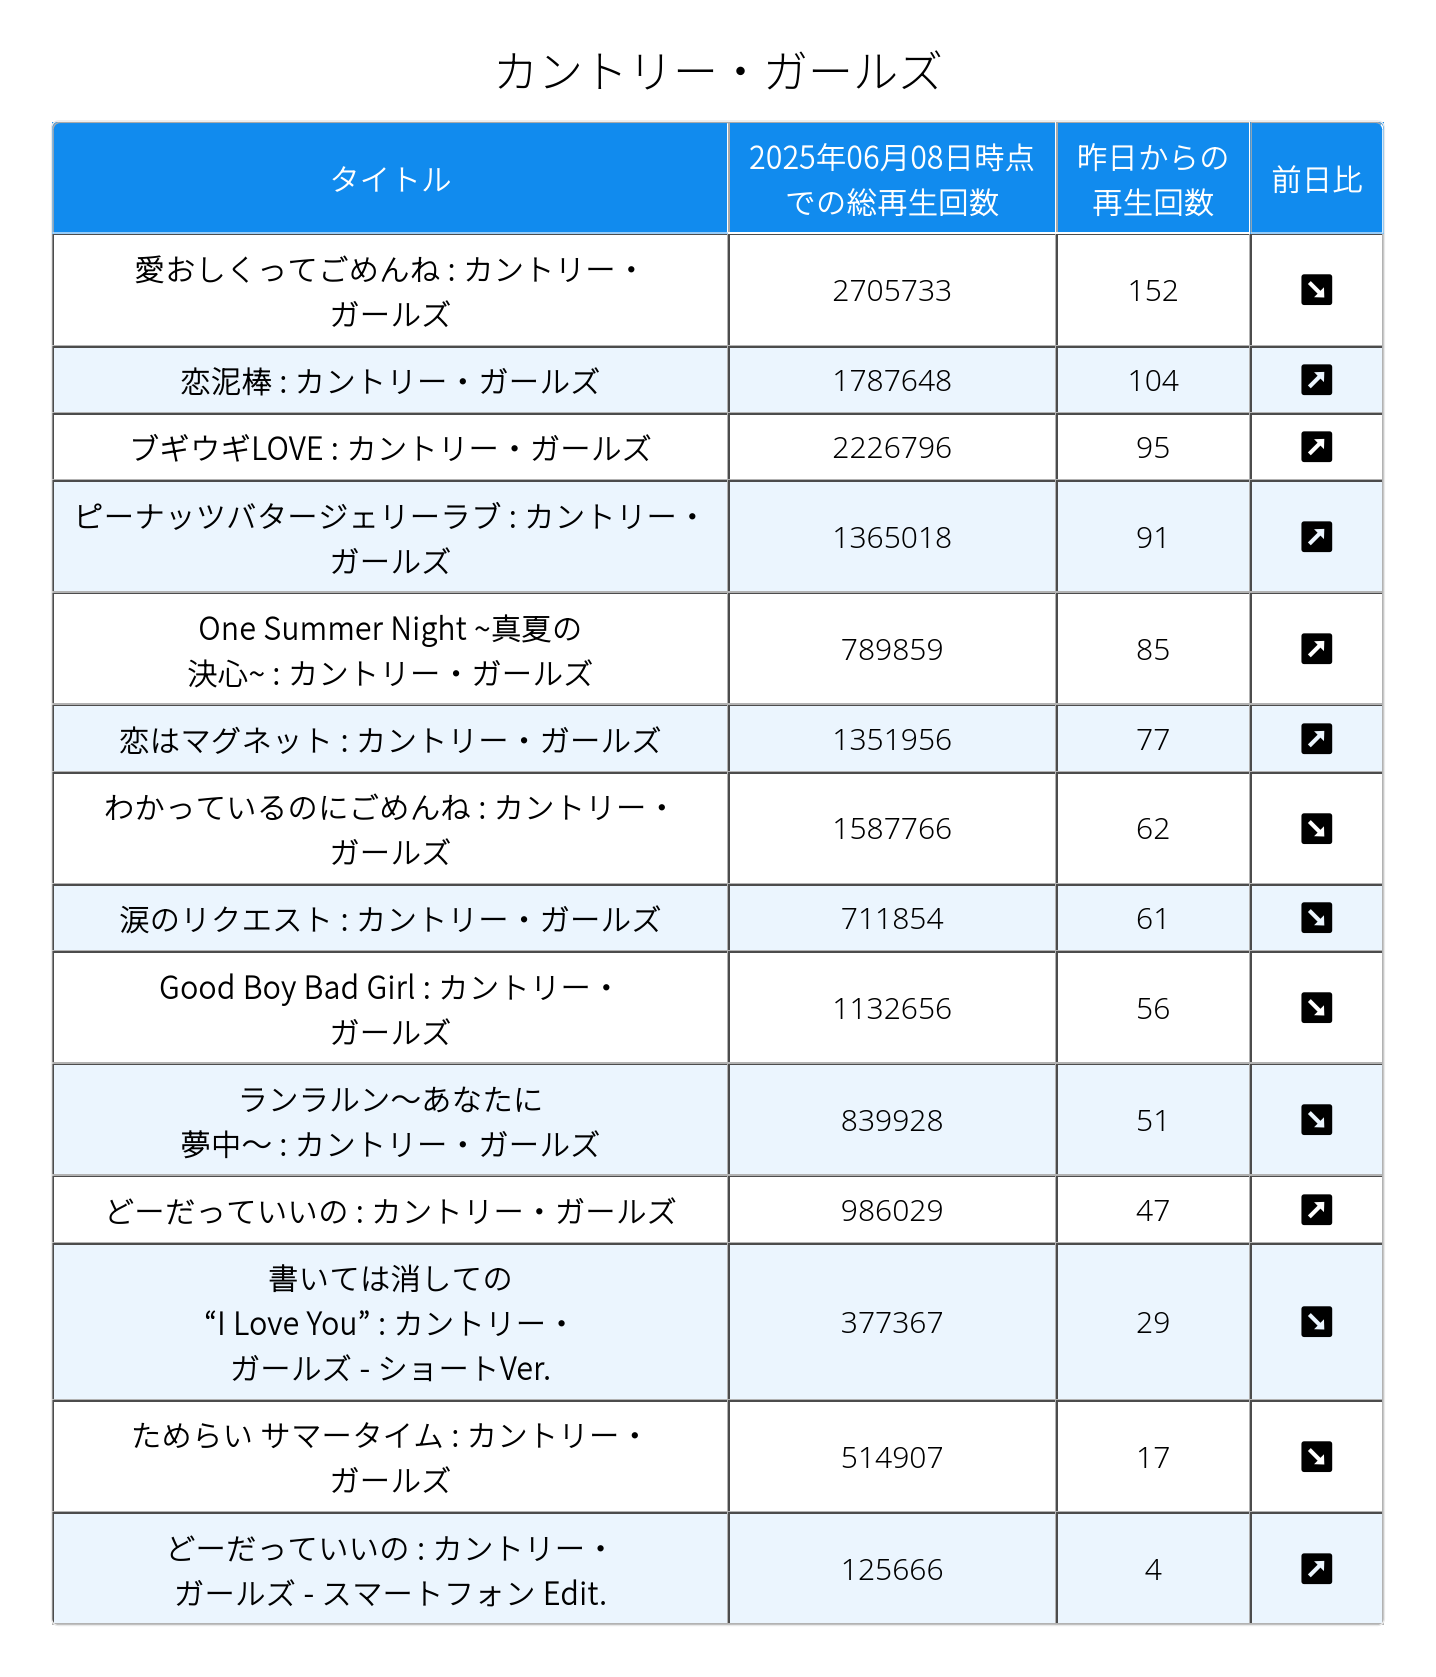 カントリー・ガールズ
タイトル
2025年06月08日時点
での総再生回数
昨日からの
再生回数
前日比
愛おしくってごめんね : カントリー・
ガールズ
2705733
152
恋泥棒 : カントリー・ガールズ
1787648
104
ブギウギLOVE : カントリー・ガールズ
2226796
95
ピーナッツバタージェリーラブ : カントリー・
ガールズ
1365018
91
One Summer Night ~真夏の
決心~ : カントリー・ガールズ
789859
85
恋はマグネット : カントリー・ガールズ
1351956
77
わかっているのにごめんね : カントリー・
ガールズ
1587766
62
涙のリクエスト : カントリー・ガールズ
711854
61
Good Boy Bad Girl : カントリー・
ガールズ
1132656
56
ランラルン〜あなたに
夢中〜 : カントリー・ガールズ
839928
51
どーだっていいの : カントリー・ガールズ
986029
47
書いては消しての
“I Love You” : カントリー・
ガールズ - ショートVer.
377367
29
ためらい サマータイム : カントリー・
ガールズ
514907
17
どーだっていいの : カントリー・
ガールズ - スマートフォン Edit.
125666
4